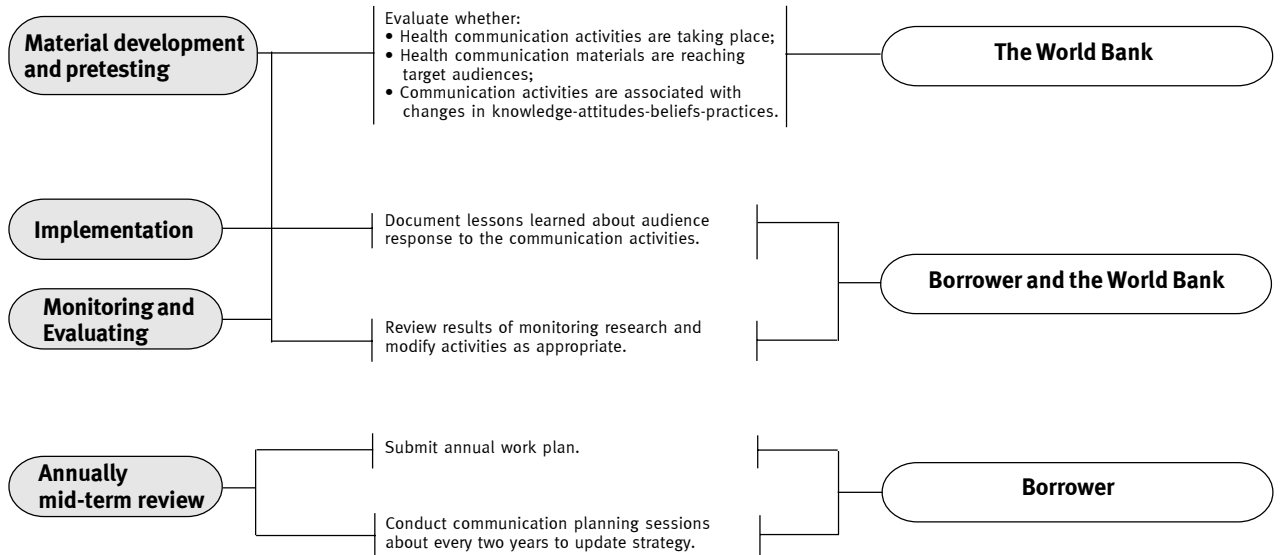 Material development
and pretesting
Evaluate whether:
• Health communication activities are taking place;
• Health communication materials are reaching
target audiences;
• Communication activities are associated with
changes in knowledge-attitudes-beliefs-practices.
The World Bank
Implementation
Document lessons learned about audience
response to the communication activities.
Monitoring and
Evaluating
Review results of monitoring research and
modify activities as appropriate.
Borrower and the World Bank
Annually
mid-term review
Submit annual work plan.
Conduct communication planning sessions
about every two years to update strategy.
Borrower